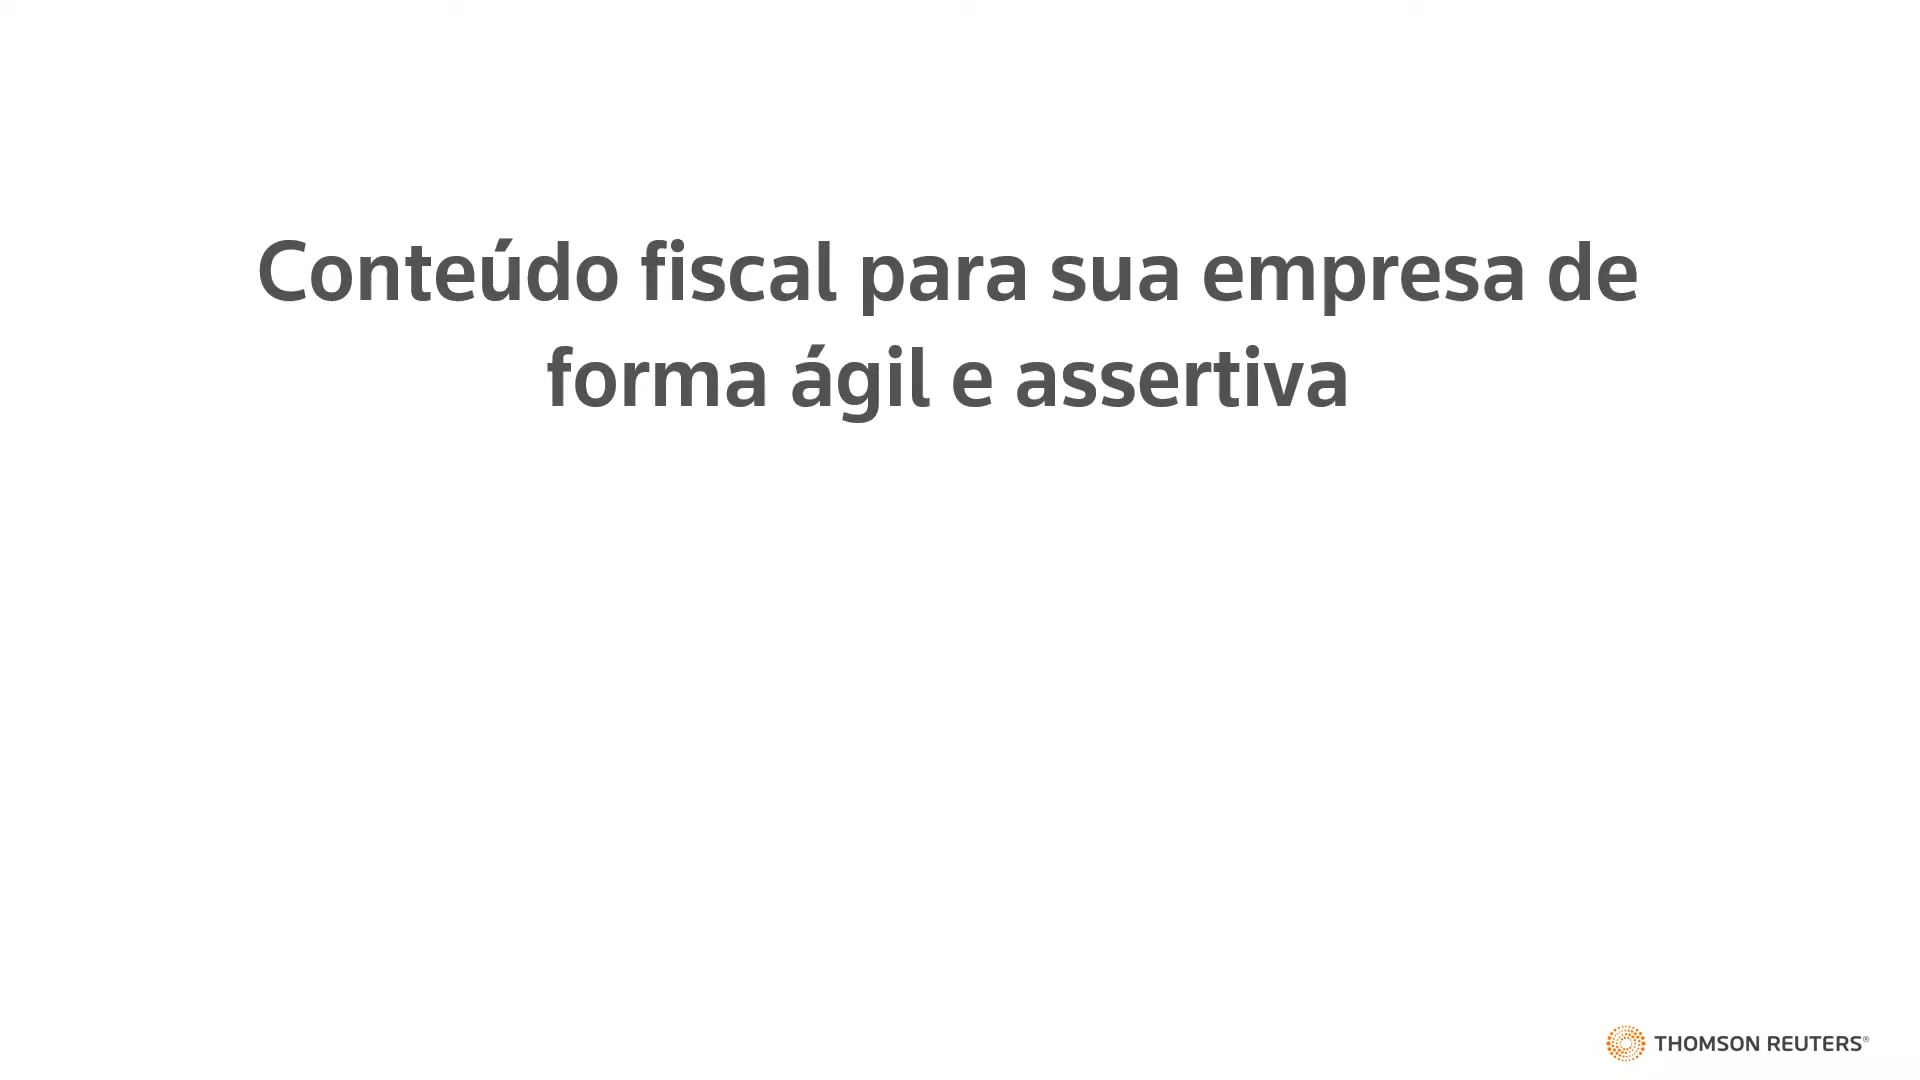 Conteúdo fiscal para sua empresa de
forma ágil e assertiva
THOMSON REUTERS®